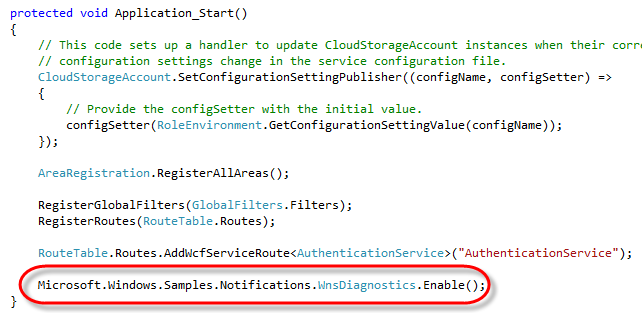 protected void Application_Start()
{
// This code sets up a handler to update CloudStorageAccount instances when their
// configuration settings change in the service configuration file.
CloudStorageAccount.SetConfigurationSettingPublisher((configName, configSetter) =>
{
// Provide the configSetter with the initial value.
configSetter(RoleEnvironment.GetConfigurationSettingValue(configName));
});
AreaRegistration.RegisterAllAreas();
RegisterGlobalFilters(GlobalFilters.Filters);
RegisterRoutes(RouteTable.Routes);
RouteTable.Routes.AddWcfServiceRoute<AuthenticationService>("AuthenticationService");
Microsoft.Windows.Samples.Notifications.WnsDiagnostics.Enable();
}